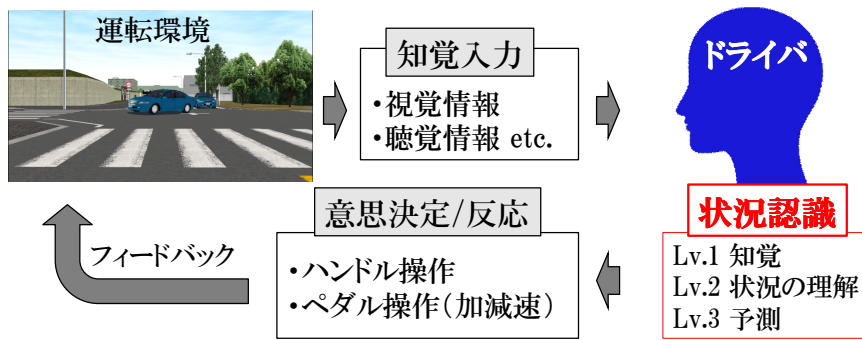 運転環境
知覚入力
・視覚情報
・聴覚情報 etc.
ドライバ
状況認識
Lv.1 知覚
Lv.2 状況の理解
Lv.3 予測
意思決定/反応
・ハンドル操作
・ペダル操作(加減速)
フィードバック